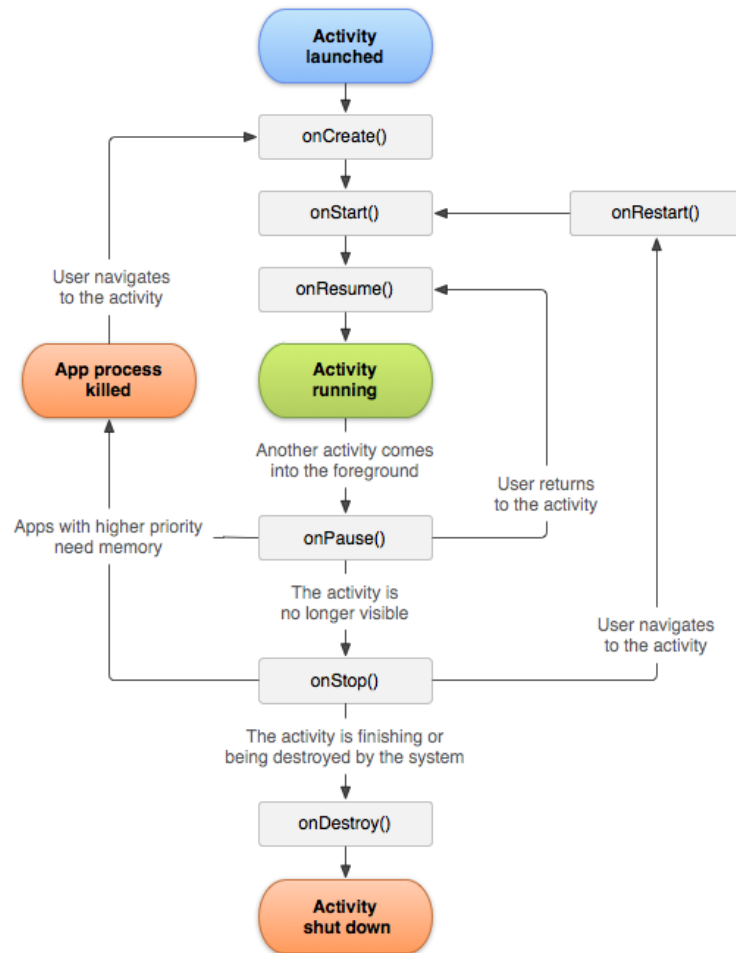 Activity
launched
onCreate()
onStart()
onRestart()
User navigates
to the activity
onResume()
App process
killed
Activity
running
Another activity comes
into the foreground
User returns
to the activity
Apps with higher priority
need memory
onPause()
The activity is
no longer visible
User navigates
to the activity
onStop()
The activity is finishing or
being destroyed by the system
onDestroy()
Activity
shut down